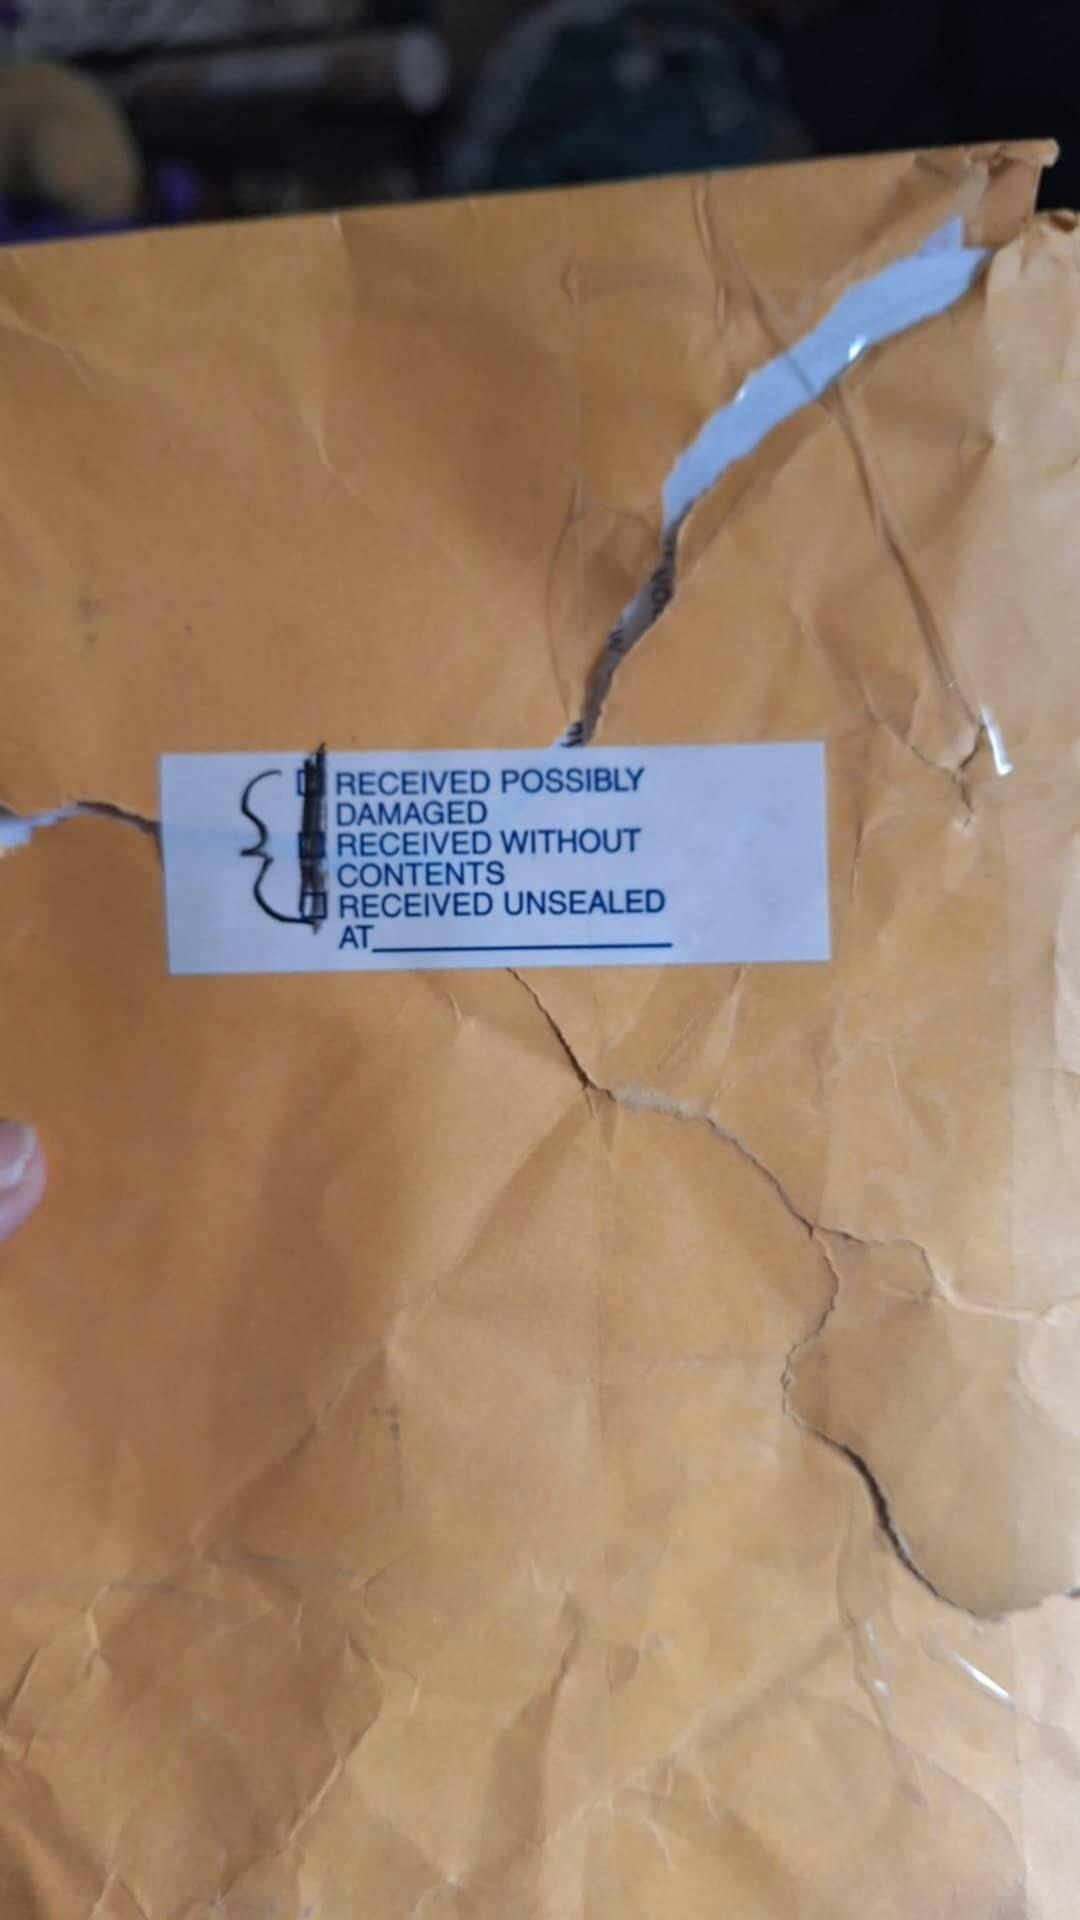 RECEIVED POSSIBLY
DAMAGED
RECEIVED WITHOUT
CONTENTS
RECEIVED UNSEALED
AT